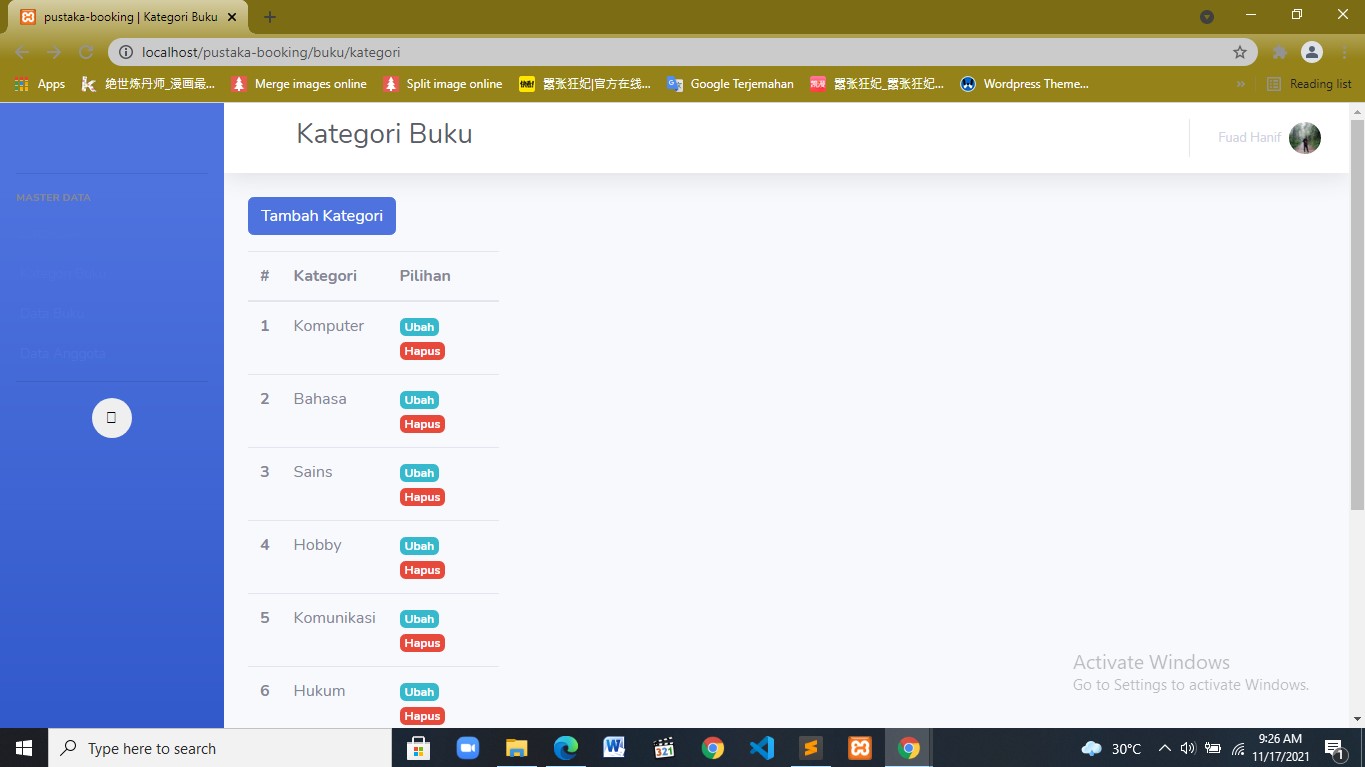 pustaka-booking | Kategori Buku
localhost/pustaka-booking/buku/kategori
Apps
絶世炼丹师_漫画最...
Merge images online
Split image online
嚣张狂妃|官方在线...
Google Terjemahan
嚣张狂妃_嚣张狂妃...
Wordpress Theme...
Reading list
Kategori Buku
Fuad Hanif
MASTER DATA
Data Buku
Data Anggota
Tambah Kategori
# Kategori Pilihan
1 Komputer Ubah
Hapus
2 Bahasa Ubah
Hapus
3 Sains Ubah
Hapus
4 Hobby Ubah
Hapus
5 Komunikasi Ubah
Hapus
6 Hukum Ubah
Hapus
Activate Windows
Go to Settings to activate Windows.
Type here to search
30°C
9:26 AM
11/17/2021
1